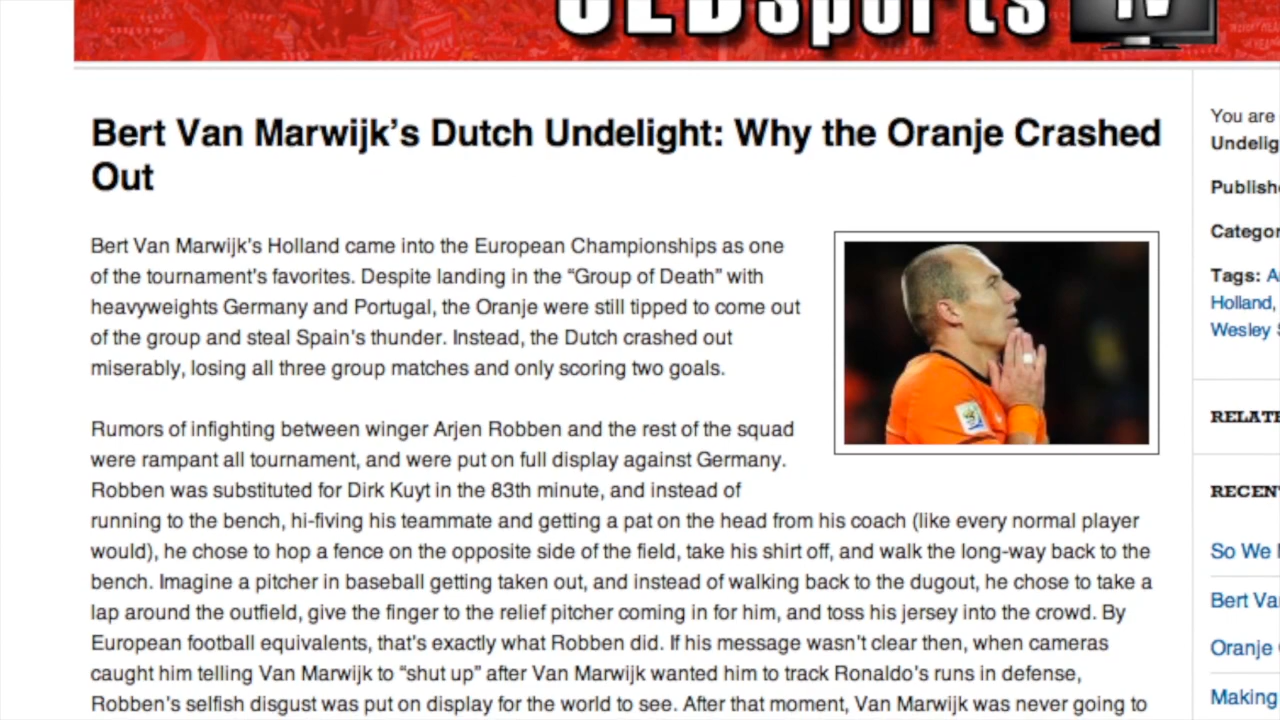 sports TV
Bert Van Marwijk’s Dutch Undelight: Why the Oranje Crashed
Out
Bert Van Marwijk’s Holland came into the European Championships as one
of the tournament’s favorites. Despite landing in the “Group of Death” with
heavyweights Germany and Portugal, the Oranje were still tipped to come out
of the group and steal Spain’s thunder. Instead, the Dutch crashed out
miserably, losing all three group matches and only scoring two goals.
Rumors of infighting between winger Arjen Robben and the rest of the squad
were rampant all tournament, and were put on full display against Germany.
Robben was substituted for Dirk Kuyt in the 83th minute, and instead of
running to the bench, hi-fiving his teammate and getting a pat on the head from his coach (like every normal player
would), he chose to hop a fence on the opposite side of the field, take his shirt off, and walk the long-way back to the
bench. Imagine a pitcher in baseball getting taken out, and instead of walking back to the dugout, he chose to take a
lap around the outfield, give the finger to the relief pitcher coming in for him, and toss his jersey into the crowd. By
European football equivalents, that’s exactly what Robben did. If his message wasn’t clear then, when cameras
caught him telling Van Marwijk to “shut up” after Van Marwijk wanted him to track Ronaldo’s runs in defense,
Robben’s selfish disgust was put on display for the world to see. After that moment, Van Marwijk was never going to
You are
Undelig
Publishe
Categor
Tags: A
Holland,
Wesley S
RELATE
RECENT
So We
Bert Va
Oranje
Making